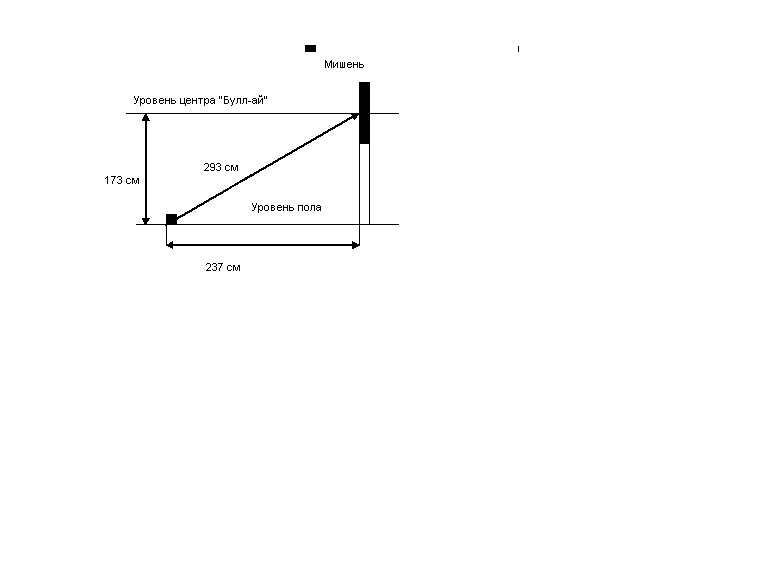 Мишень
Уровень центра "Булл-ай"
293 см
173 см
Уровень пола
237 см